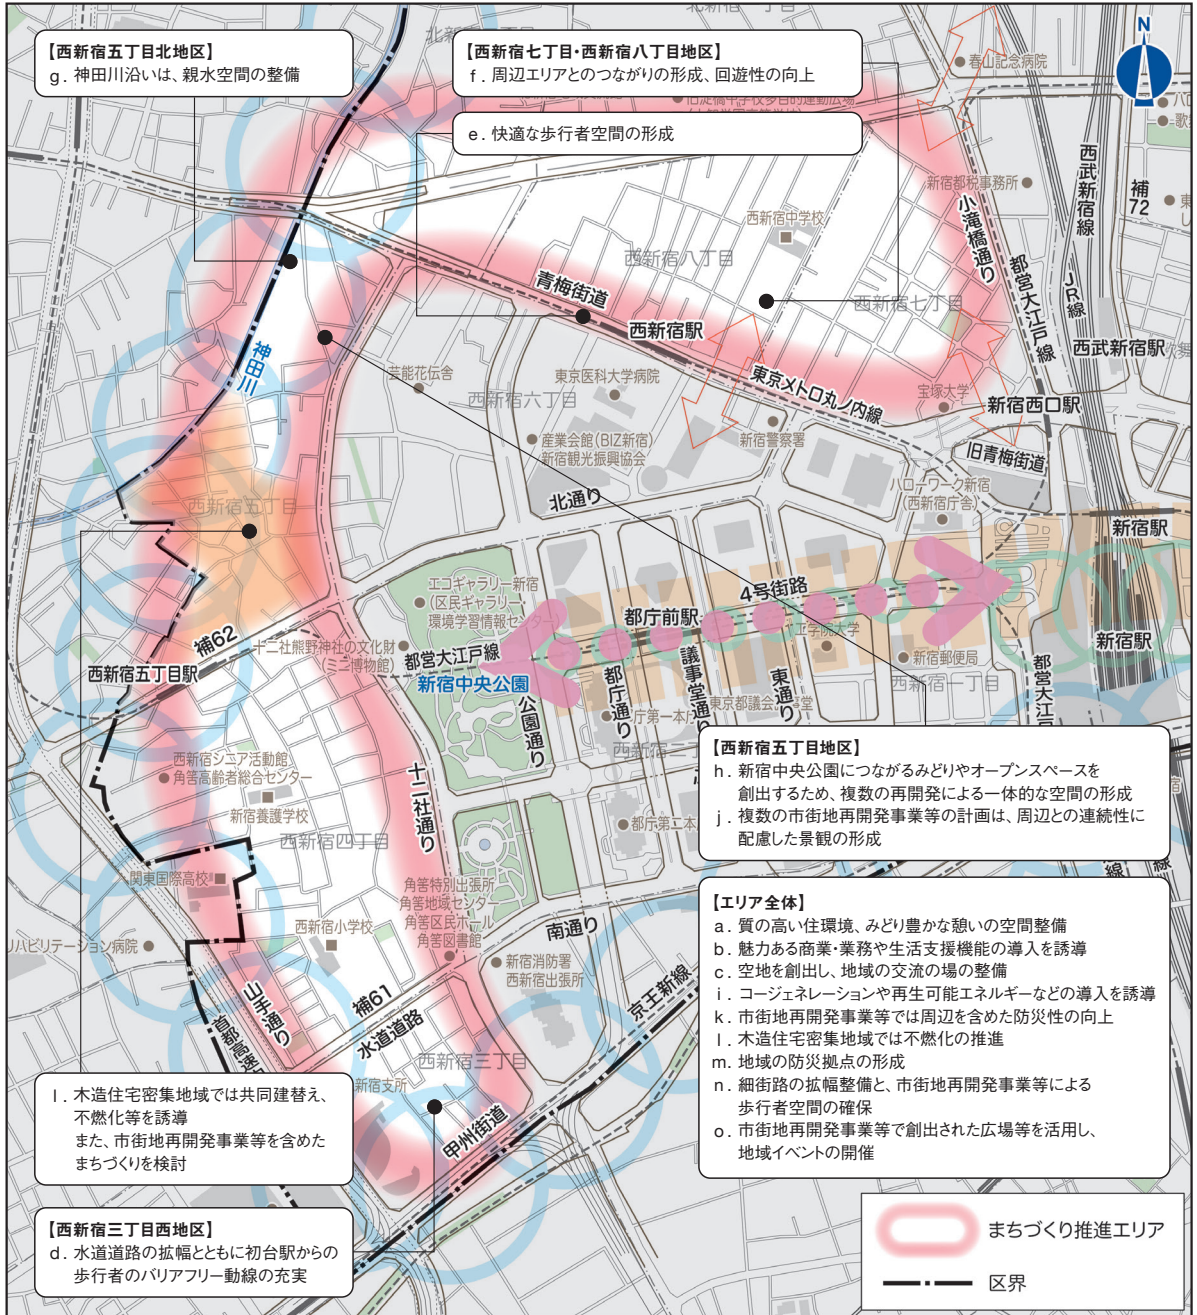 【西新宿五丁目北地区】
g. 神田川沿いは、親水空間の整備
【西新宿七丁目・西新宿八丁目地区】
f. 周辺エリアとのつながりの形成、回遊性の向上
e. 快適な歩行者空間の形成
N
春山記念病院
新宿都税事務所
小滝橋通り
都営大江戸線
西武新宿線
JR線
補72
西武新宿駅
西新宿中学校
西新宿八丁目
西新宿七丁目
青梅街道
西新宿駅
東京メトロ丸ノ内線
宝塚大学
新宿西口駅
神田川
芸能花伝舎
西新宿六丁目
東京医科大学病院
産業会館(BIZ新宿)
新宿観光振興協会
新宿警察署
旧青梅街道
ハローワーク新宿
(西新宿庁舎)
北通り
西新宿五丁目
新宿駅
エコギャラリー新宿
(区民ギャラリー・
環境学習情報センター)
4号街路
都庁前駅
工学院大学
新宿駅
補62
十二社熊野神社の文化財
(ミニ博物館)
都営大江戸線
新宿中央公園
西新宿五丁目駅
新宿郵便局
西新宿一丁目
公園通り
都庁通り
議事堂通り
東通り
西新宿シニア活動館
角筈高齢者総合センター
新宿養護学校
十二社通り
西新宿四丁目
関東国際高校
西新宿小学校
角筈特別出張所
角筈地域センター
角筈区民ホール
角筈図書館
南通り
新宿消防署
西新宿出張所
京王新線
リハビリテーション病院
山手通り
補61
水道道路
西新宿三丁目
甲州街道
【西新宿五丁目地区】
h. 新宿中央公園につながるみどりやオープンスペースを
創出するため、複数の再開発による一体的な空間の形成
j. 複数の市街地再開発事業等の計画は、周辺との連続性に
配慮した景観の形成
【エリア全体】
a. 質の高い住環境、みどり豊かな憩いの空間整備
b. 魅力ある商業・業務や生活支援機能の導入を誘導
c. 空地を創出し、地域の交流の場の整備
i. コージェネレーションや再生可能エネルギーなどの導入を誘導
k. 市街地再開発事業等では周辺を含めた防災性の向上
l. 木造住宅密集地域では不燃化の推進
m. 地域の防災拠点の形成
n. 細街路の拡幅整備と、市街地再開発事業等による
歩行者空間の確保
o. 市街地再開発事業等で創出された広場等を活用し、
地域イベントの開催
l. 木造住宅密集地域では共同建替え、
不燃化等を誘導
また、市街地再開発事業等を含めた
まちづくりを検討
【西新宿三丁目西地区】
d. 水道道路の拡幅とともに初台駅からの
歩行者のバリアフリー動線の充実
まちづくり推進エリア
区界